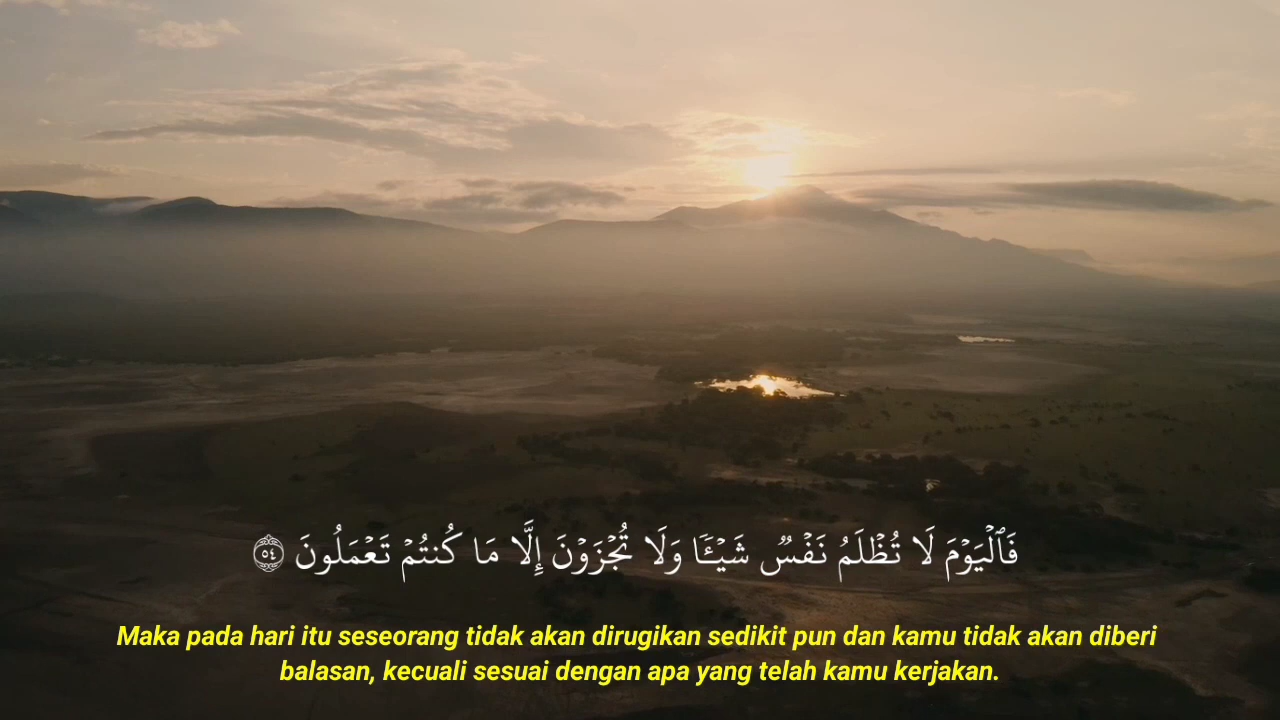 فَٱلْيَوْمَ لَا تُظْلَمُ نَفْسٌ شَيْـًٔا وَلَا تُجْزَوْنَ إِلَّا مَا كُنتُمْ تَعْمَلُونَ ٥٤
Maka pada hari itu seseorang tidak akan dirugikan sedikit pun dan kamu tidak akan diberi
balasan, kecuali sesuai dengan apa yang telah kamu kerjakan.